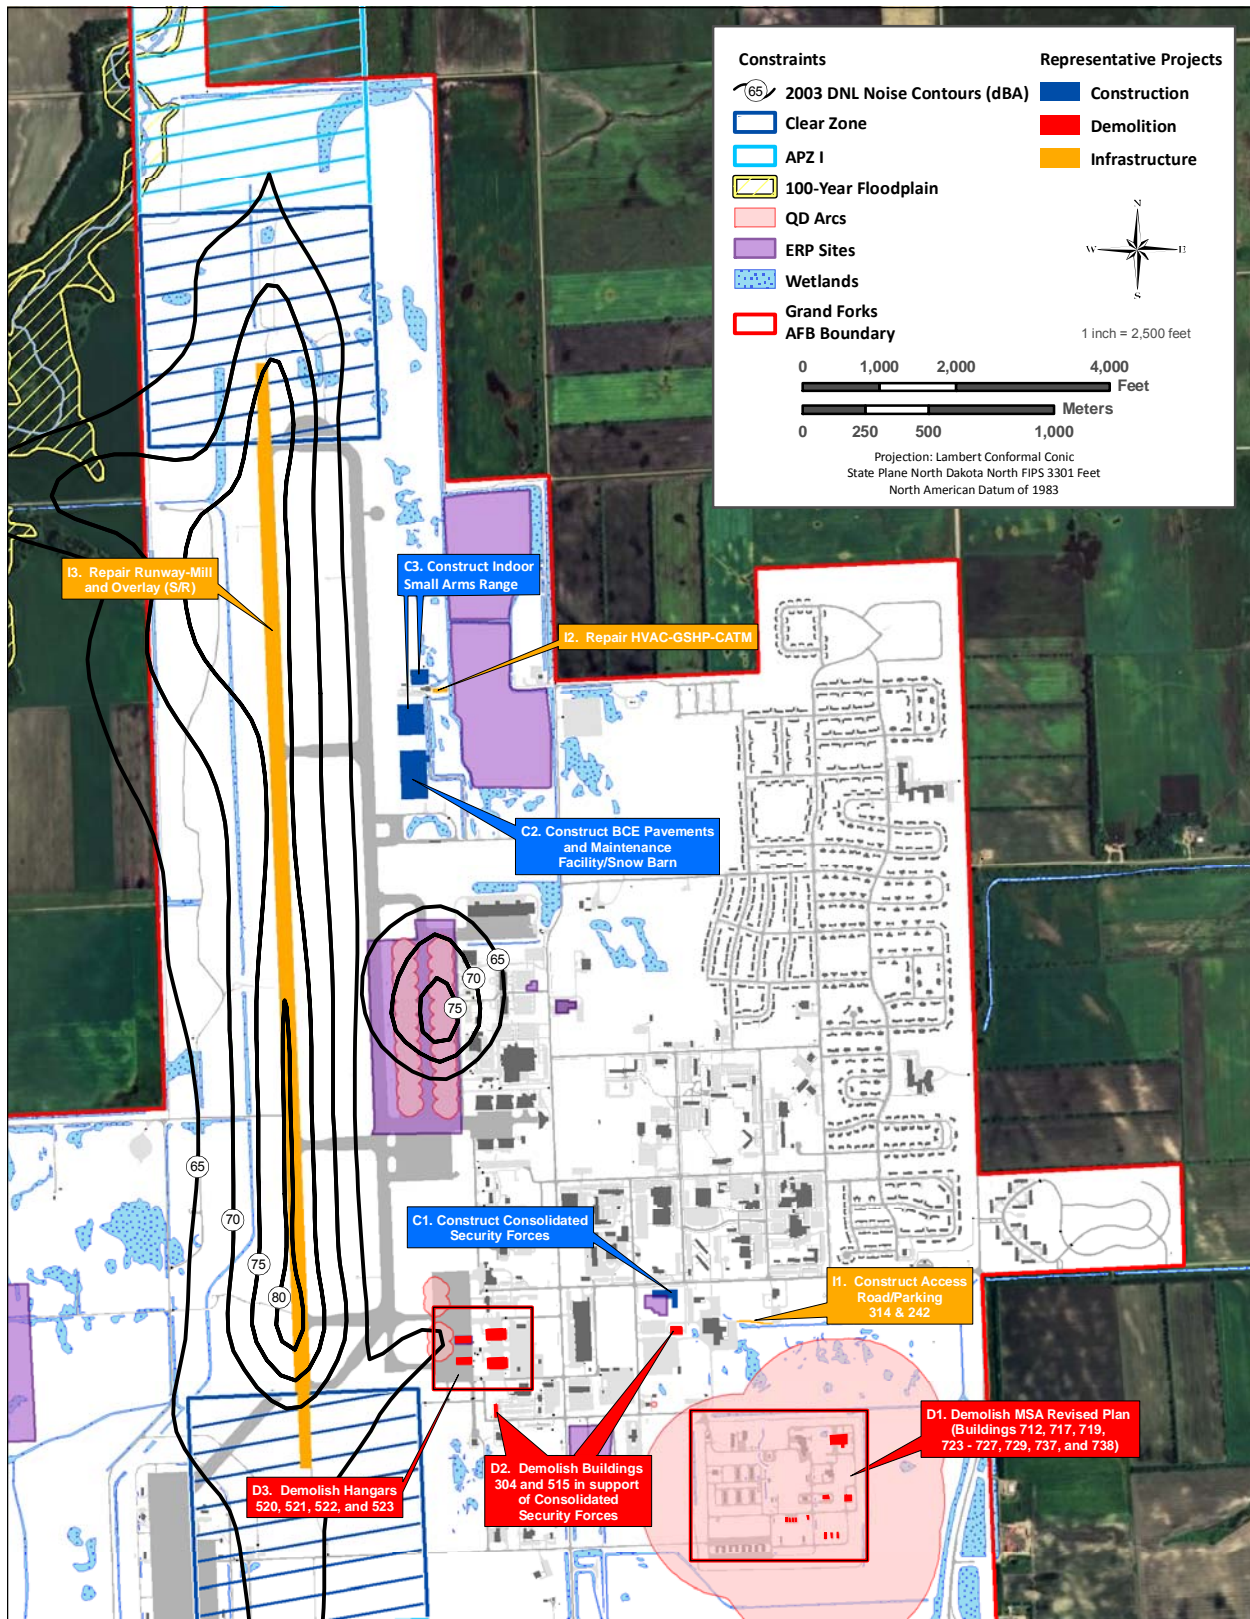 Constraints
65
2003 DNL Noise Contours (dBA)
Clear Zone
APZ I
100-Year Floodplain
QD Arcs
ERP Sites
Wetlands
Grand Forks
AFB Boundary
Representative Projects
Construction
Demolition
Infrastructure
N
W
E
S
1 inch = 2,500 feet
0 1,000 2,000 4,000
Feet
Meters
0 250 500 1,000
Projection: Lambert Conformal Conic
State Plane North Dakota North FIPS 3301 Feet
North American Datum of 1983
I3. Repair Runway-Mill
and Overlay (S/R)
C3. Construct Indoor
Small Arms Range
I2. Repair HVAC-GSHP-CATM
C2. Construct BCE Pavements
and Maintenance
Facility/Snow Barn
65
70
75
65
70
75
80
C1. Construct Consolidated
Security Forces
I1. Construct Access
Road/Parking
314 & 242
D1. Demolish MSA Revised Plan
(Buildings 712, 717, 719,
723 - 727, 729, 737, and 738)
D2. Demolish Buildings
304 and 515 in support
of Consolidated
Security Forces
D3. Demolish Hangars
520, 521, 522, and 523